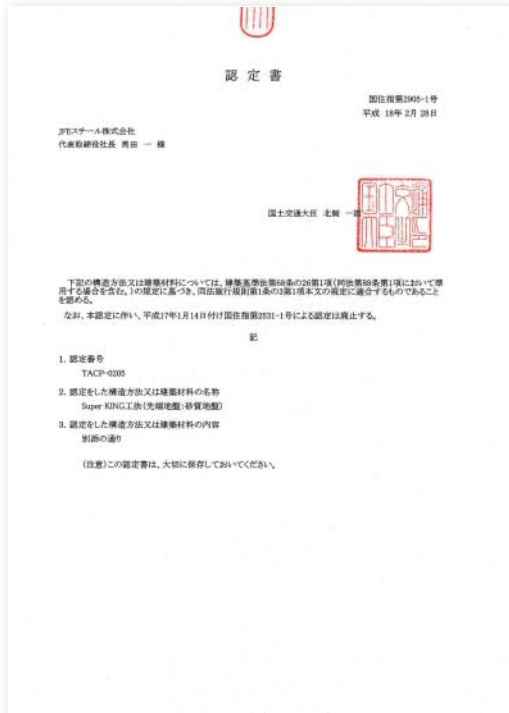 認定書
国住指第2905-1号
平成 18年 2月 28日
JFEスチール株式会社
代表取締役社長 馬田 一 様
国土交通大臣 北側 一雄
下記の構造方法又は建築材料については、建築基準法第68条の26第1項(同法第88条第1項において準
用する場合を含む。)の規定に基づき、同法施行規則第1条の3第1項本文の規定に適合するものであること
を認める。
なお、本認定に伴い、平成17年1月14日付け国住指第2531-1号による認定は廃止する。
記
1. 認定番号
TACP-0205
2. 認定をした構造方法又は建築材料の名称
Super KING工法(先端地盤:砂質地盤)
3. 認定をした構造方法又は建築材料の内容
別添の通り
(注意)この認定書は、大切に保存しておいてください。